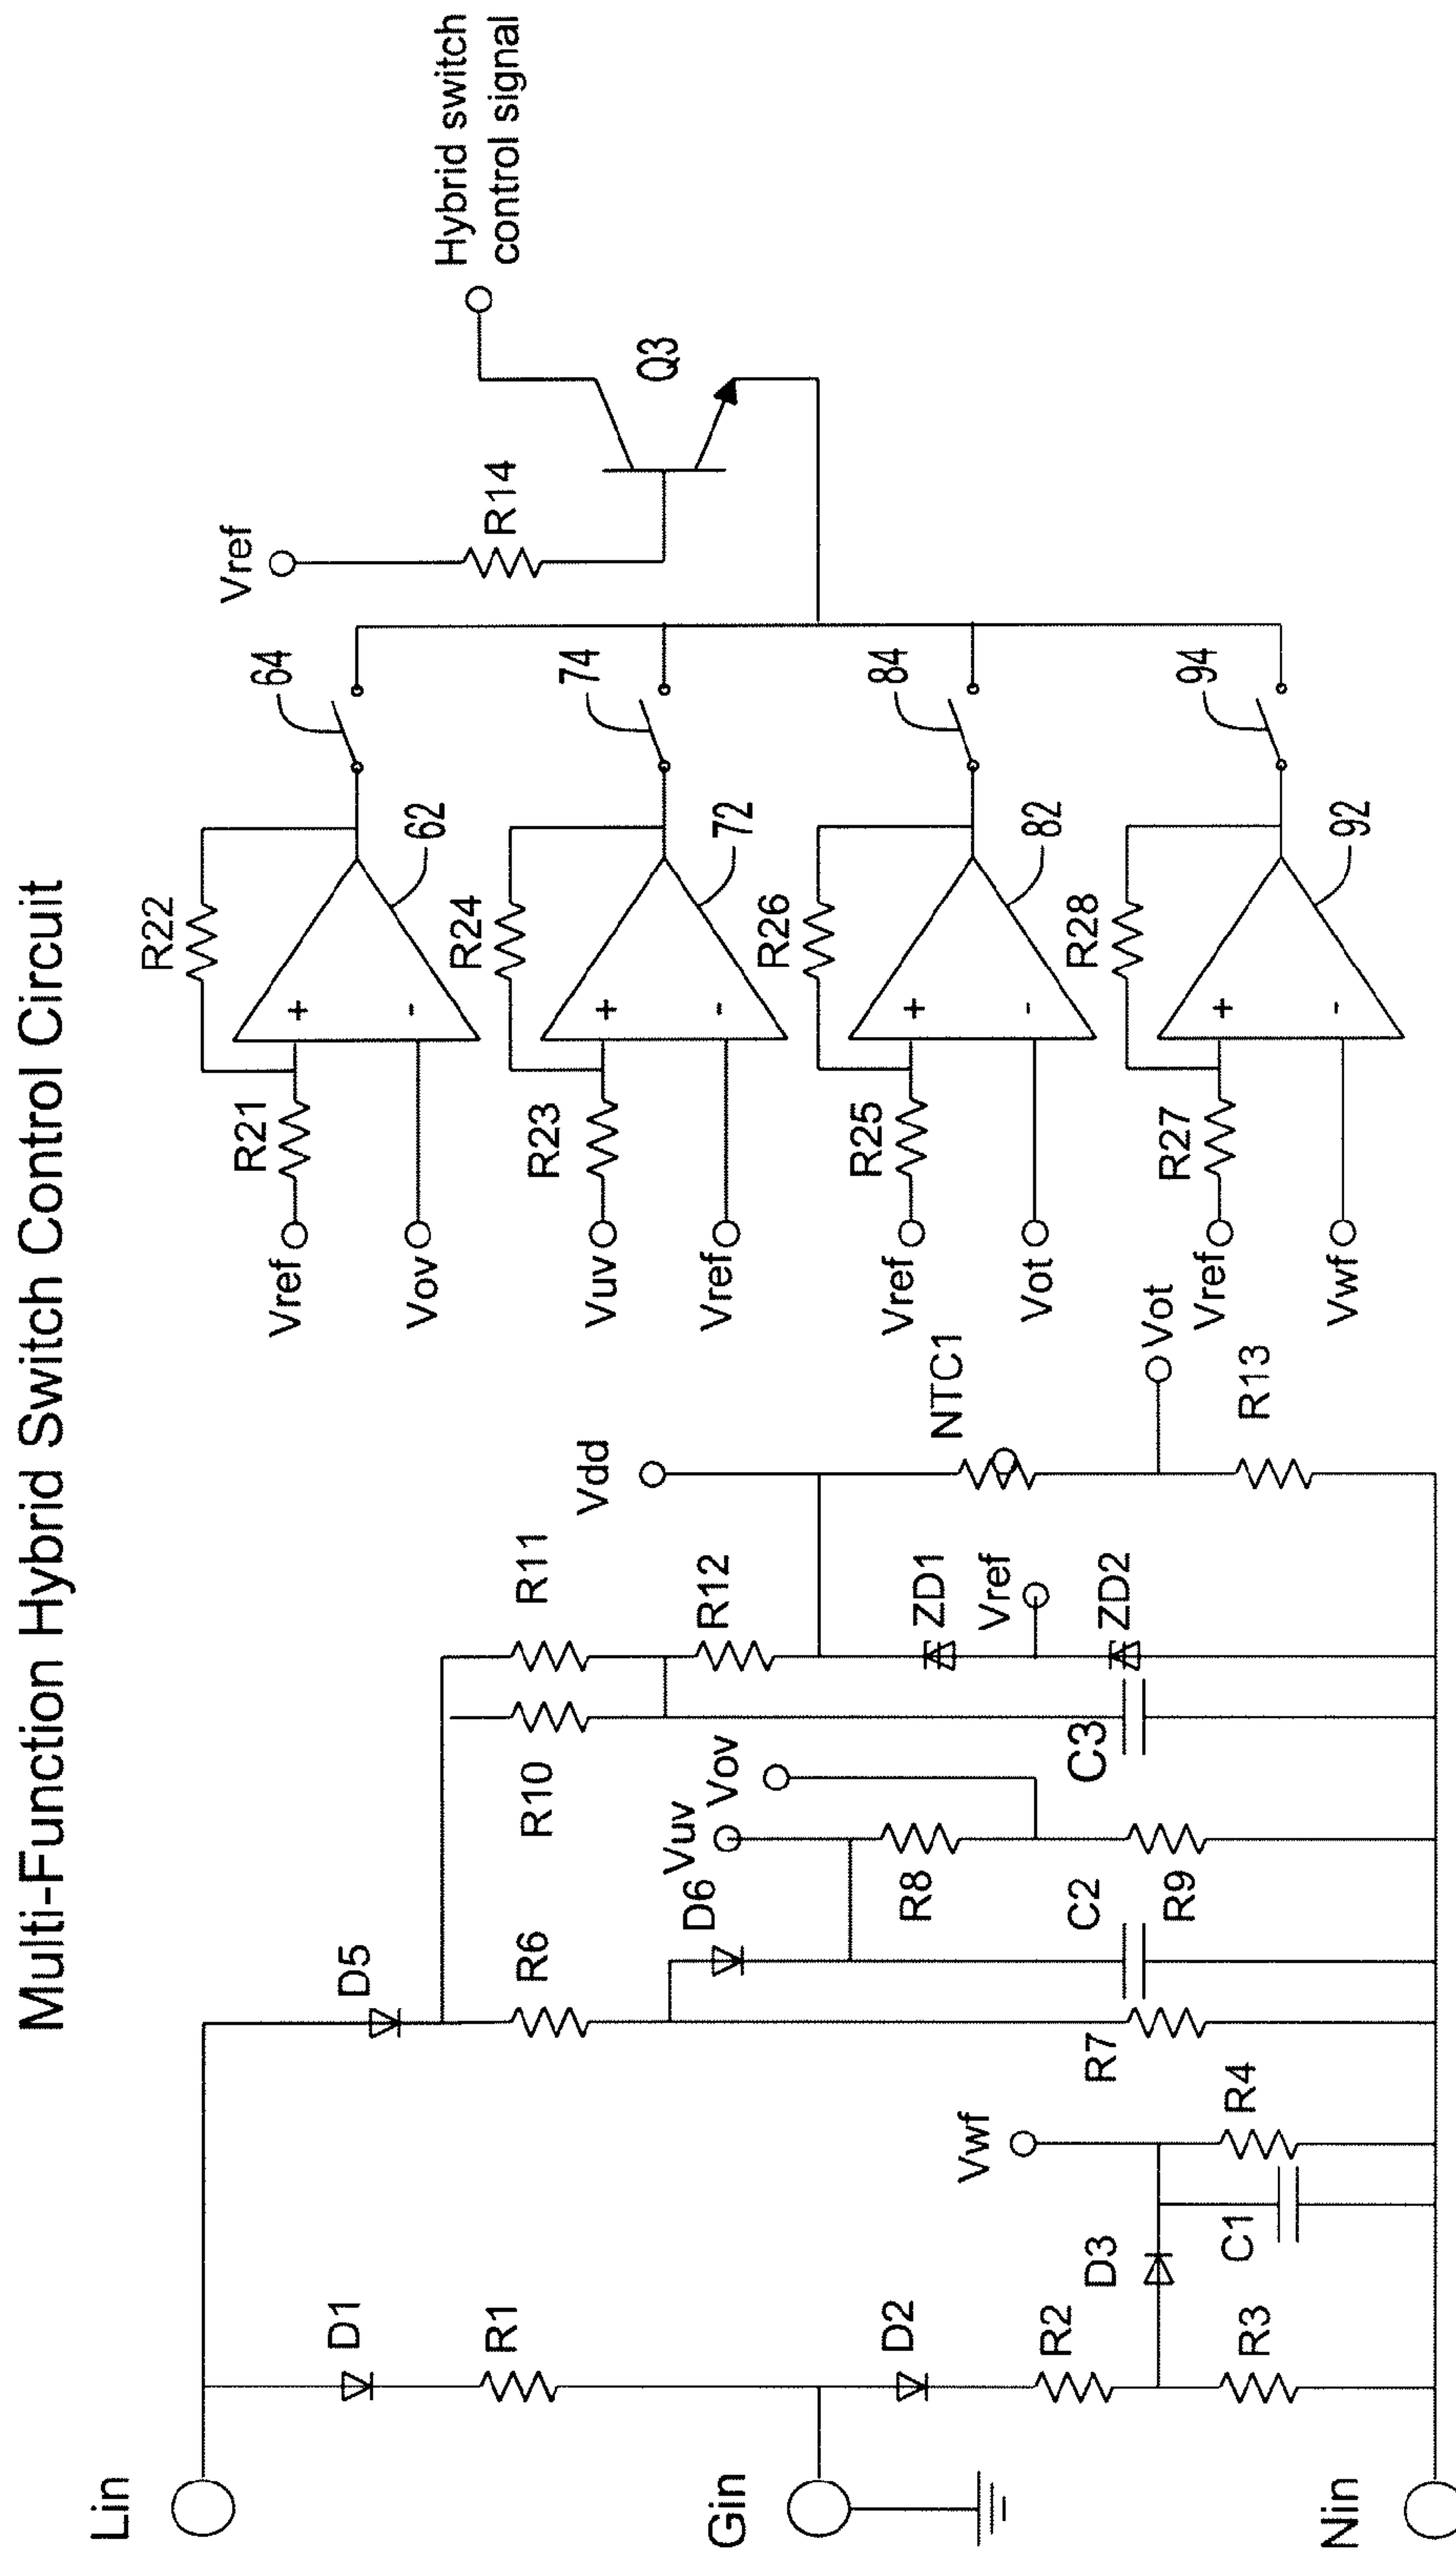 Multi-Function Hybrid Switch Control Circuit
Lin
Gin
Nin
D1
R1
D2
R2
D3
R3
C1
R4
Vwf
D5
R6
R7
D6
Vuv
Vov
R8
C2
R9
R10
R11
R12
C3
ZD1
Vref
ZD2
Vdd
NTC1
Vot
R13
Vref
R21
R22
+
-
Vov
62
64
Vuv
R23
R24
+
-
Vref
72
74
Vref
R25
R26
+
-
Vot
82
84
Vref
R27
R28
+
-
Vwf
92
94
Vref
R14
Q3
Hybrid switch
control signal